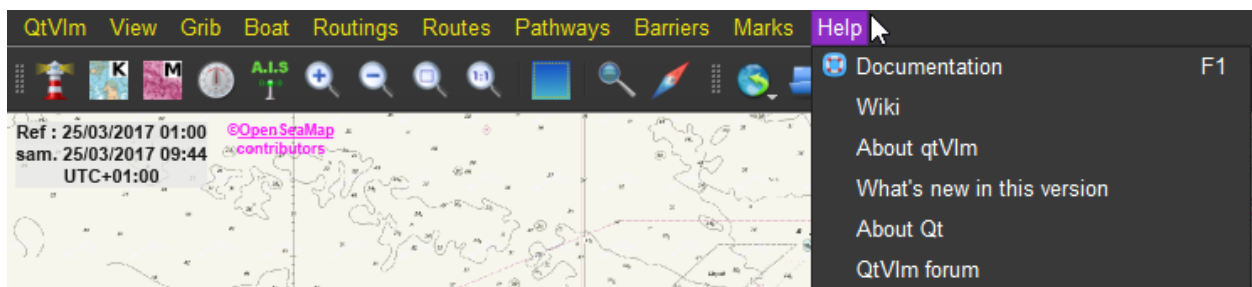 QtVlm View Grib Boat Routings Routes Pathways Barriers Marks Help
K M A.I.S 1:1
Documentation F1
Wiki
About qtVlm
What's new in this version
About Qt
QtVlm forum
Ref : 25/03/2017 01:00
sam. 25/03/2017 09:44
UTC+01:00
©OpenSeaMap
contributors